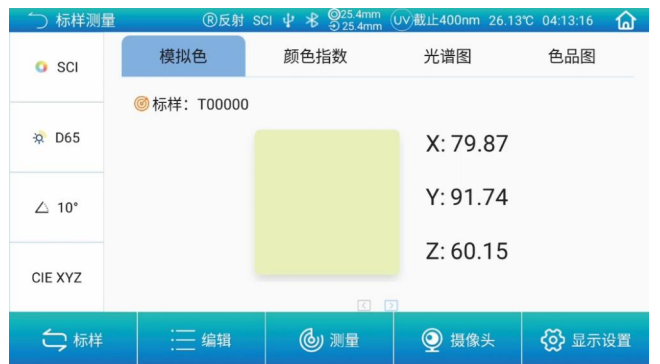 标样测量 Ⓡ反射 SCI 25.4mm 25.4mm UV截止400nm 26.13℃ 04:13:16
SCI 模拟色 颜色指数 光谱图 色品图
标样：T00000
D65
X: 79.87
10° Y: 91.74
Z: 60.15
CIE XYZ
标样 编辑 测量 摄像头 显示设置